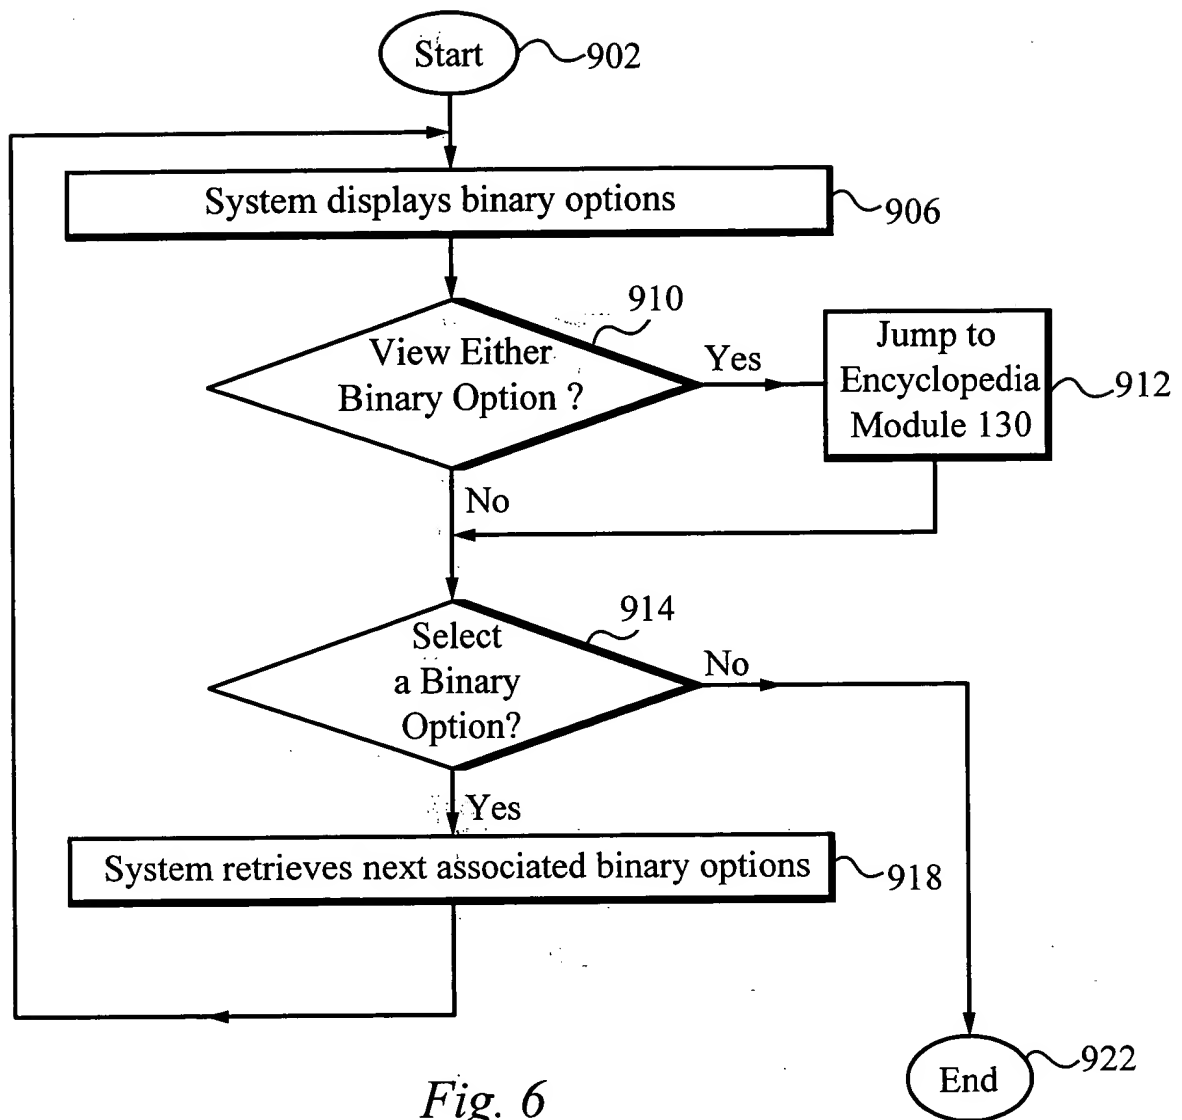 Start
902
System displays binary options
906
910
View Either
Binary Option ?
Yes
Jump to
Encyclopedia
Module 130
912
No
914
Select
a Binary
Option?
No
Yes
System retrieves next associated binary options
918
End
922
Fig. 6